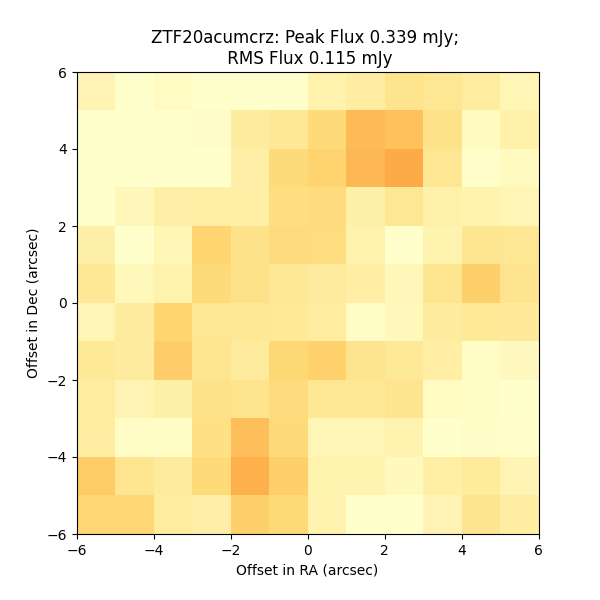 ZTF20acumcrz: Peak Flux 0.339 mJy;
RMS Flux 0.115 mJy
6
4
2
0
−2
−4
−6
Offset in Dec (arcsec)
−6 −4 −2 0 2 4 6
Offset in RA (arcsec)